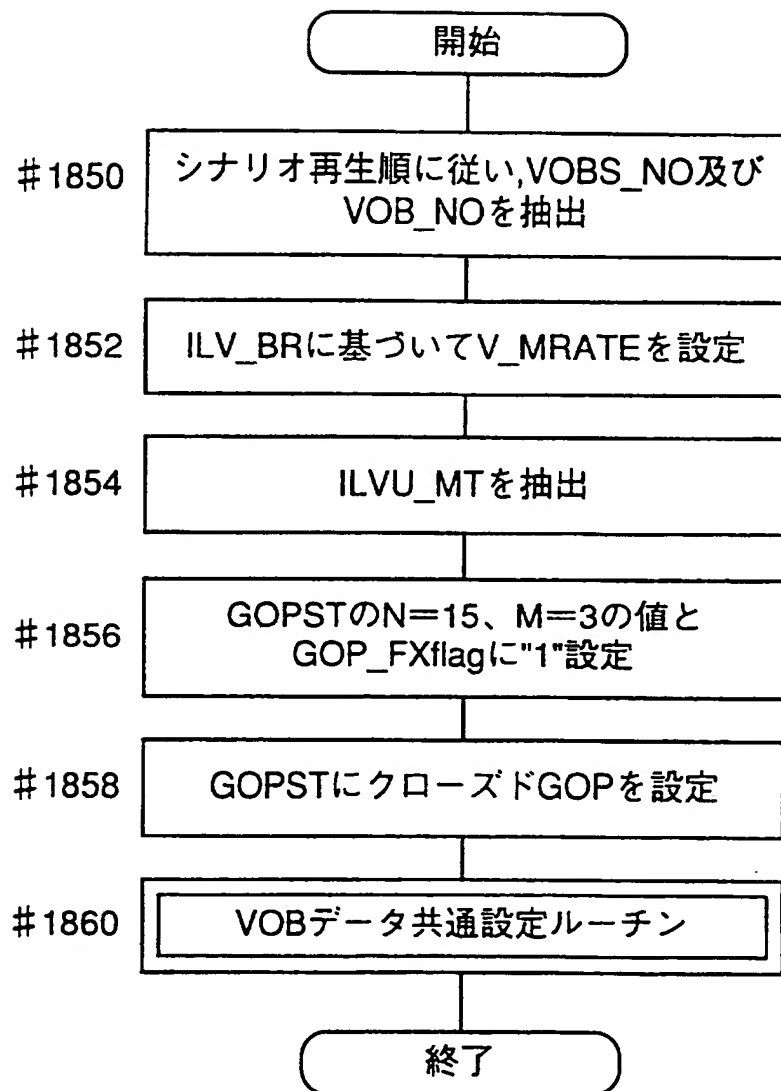 開始
#1850
シナリオ再生順に従い,VOBS_NO及び
VOB_NOを抽出
#1852
ILV_BRに基づいてV_MRATEを設定
#1854
ILVU_MTを抽出
#1856
GOPSTのN=15、M=3の値と
GOP_FXflagに"1"設定
#1858
GOPSTにクローズドGOPを設定
#1860
VOBデータ共通設定ルーチン
終了